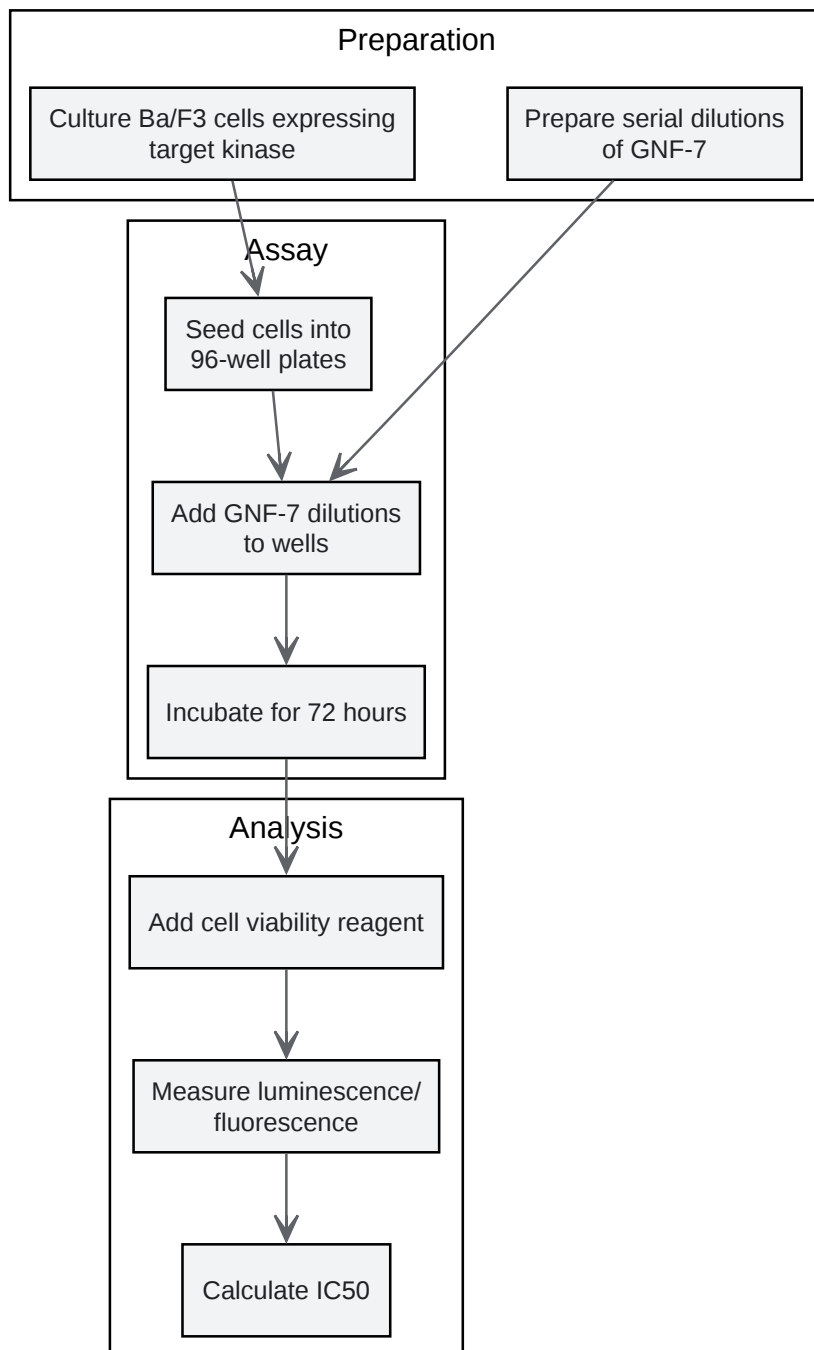 Preparation
Culture Ba/F3 cells expressing
target kinase
Prepare serial dilutions
of GNF-7
Assay
Seed cells into
96-well plates
Add GNF-7 dilutions
to wells
Incubate for 72 hours
Analysis
Add cell viability reagent
Measure luminescence/
fluorescence
Calculate IC50